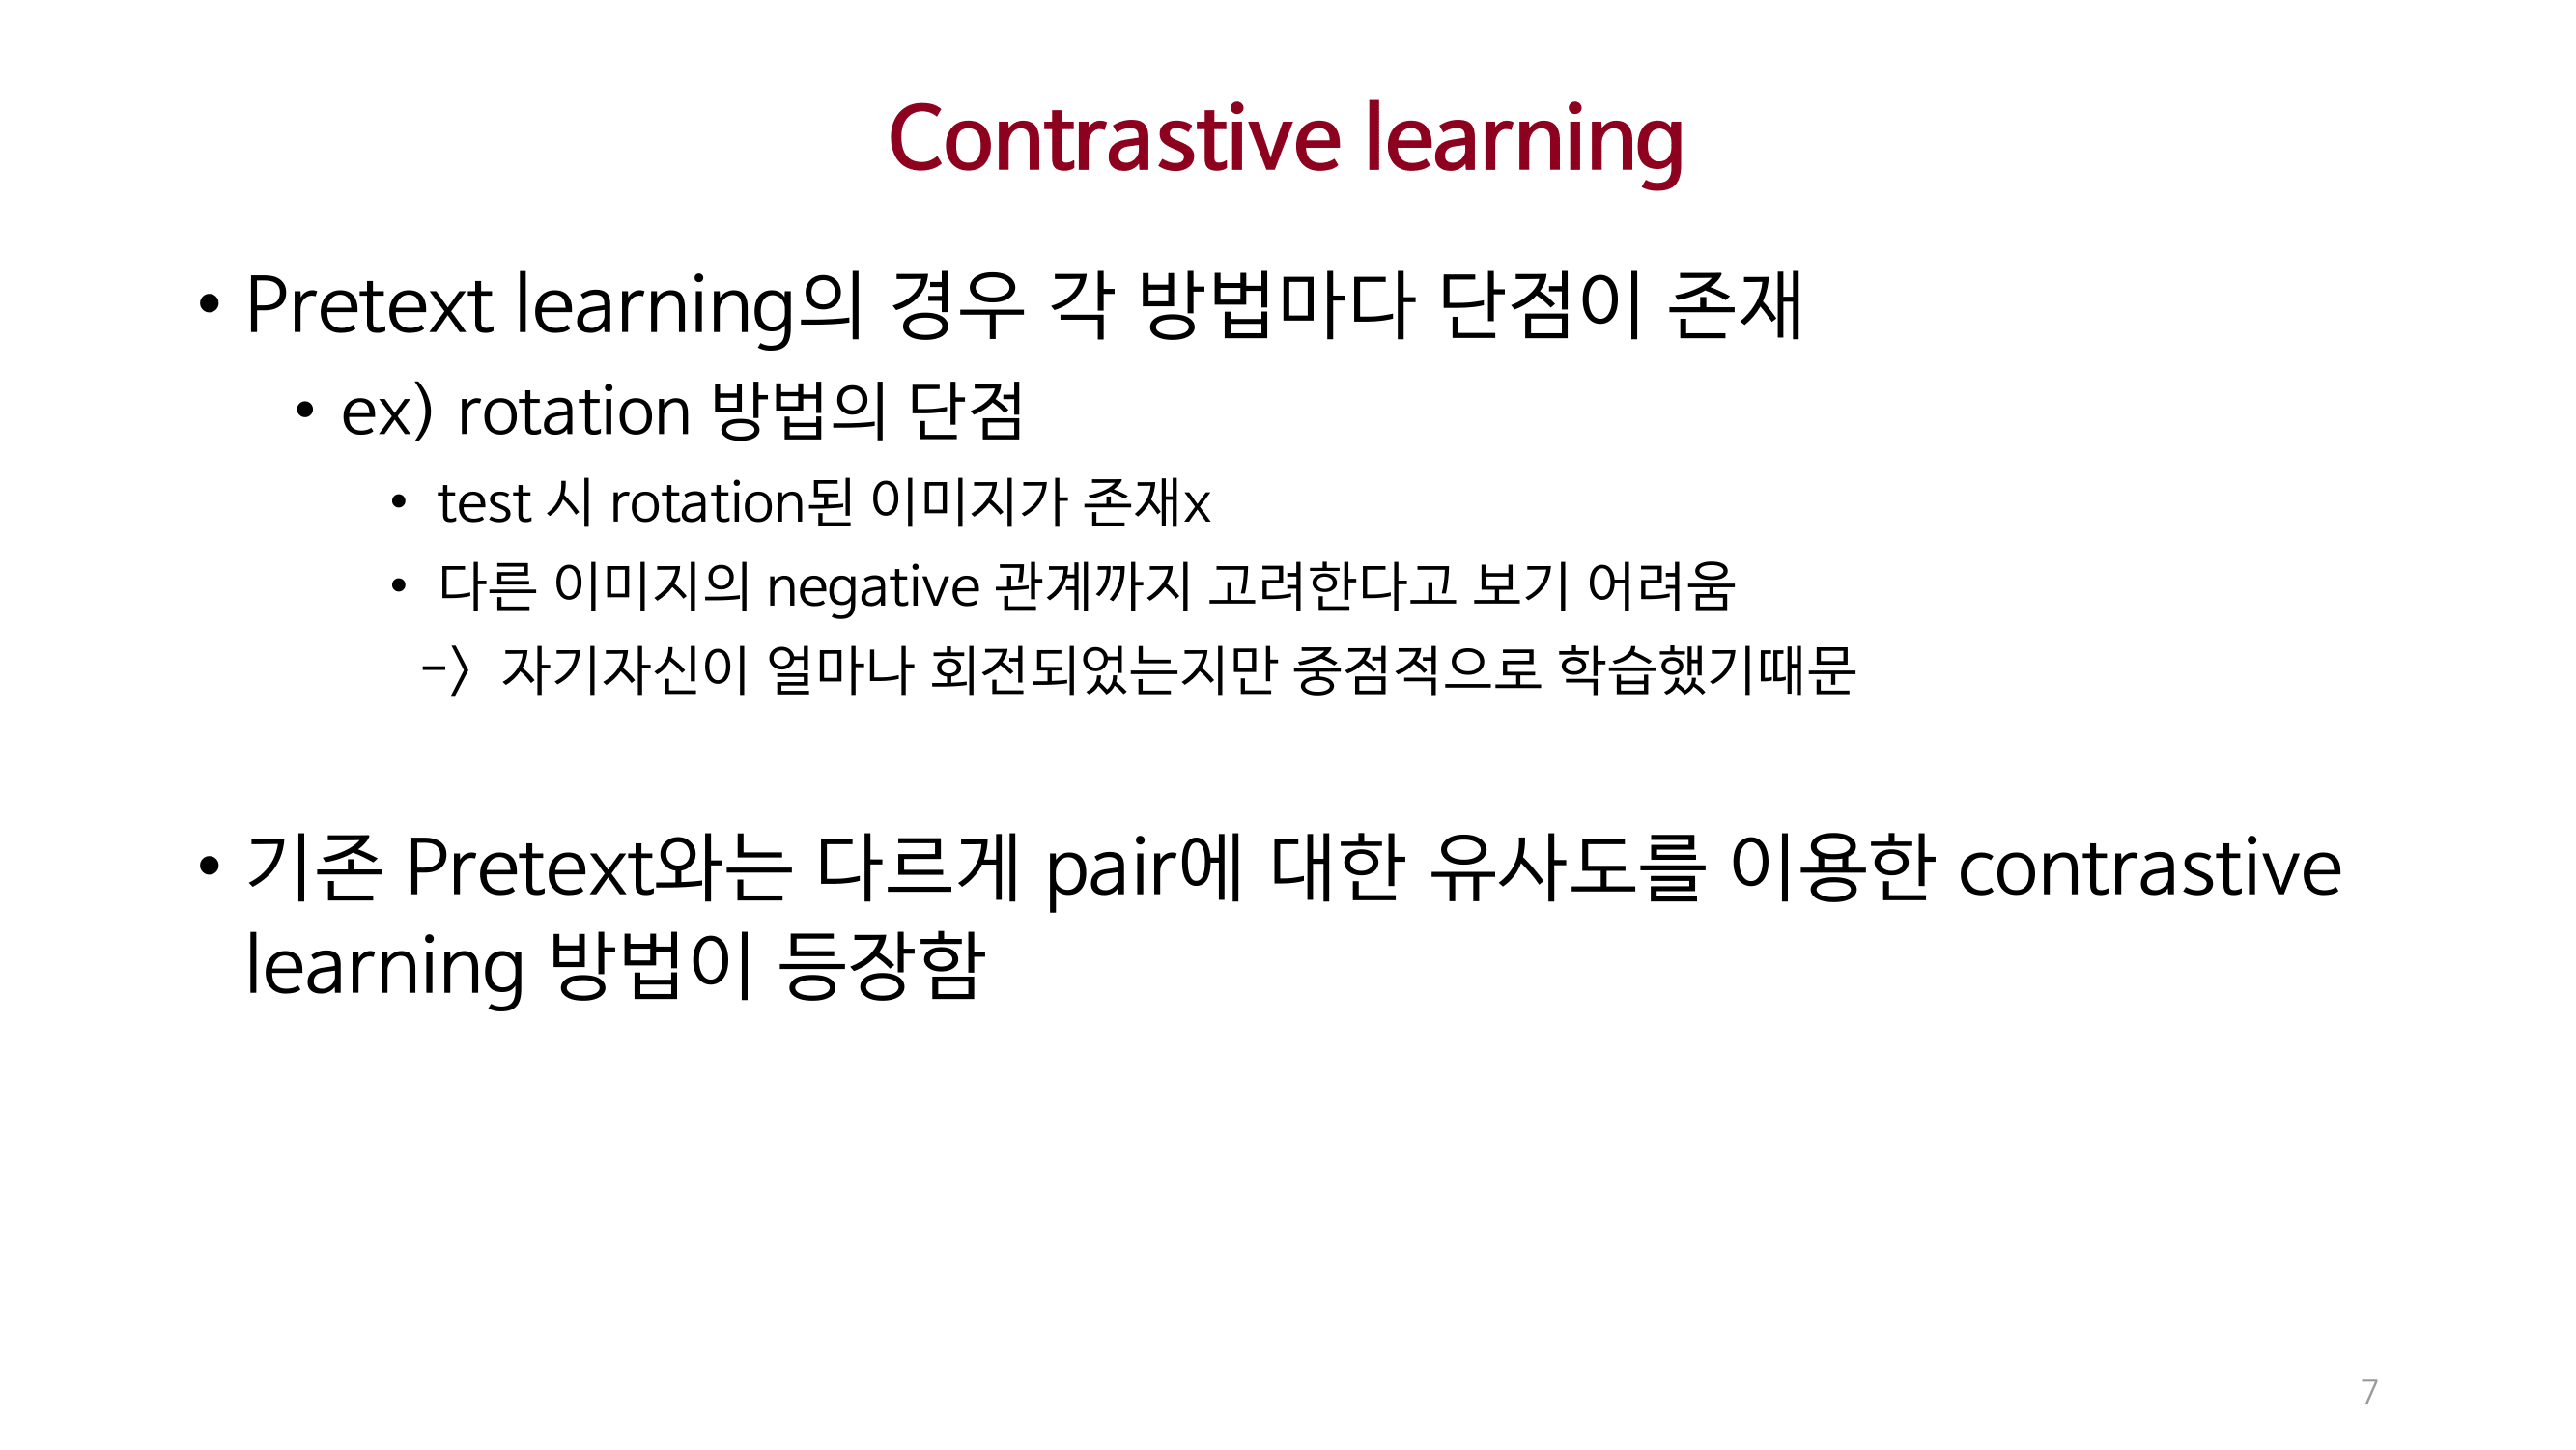 Contrastive learning
• Pretext learning의 경우 각 방법마다 단점이 존재
• ex) rotation 방법의 단점
• test 시 rotation된 이미지가 존재x
• 다른 이미지의 negative 관계까지 고려한다고 보기 어려움
-> 자기자신이 얼마나 회전되었는지만 중점적으로 학습했기때문
• 기존 Pretext와는 다르게 pair에 대한 유사도를 이용한 contrastive
learning 방법이 등장함
7